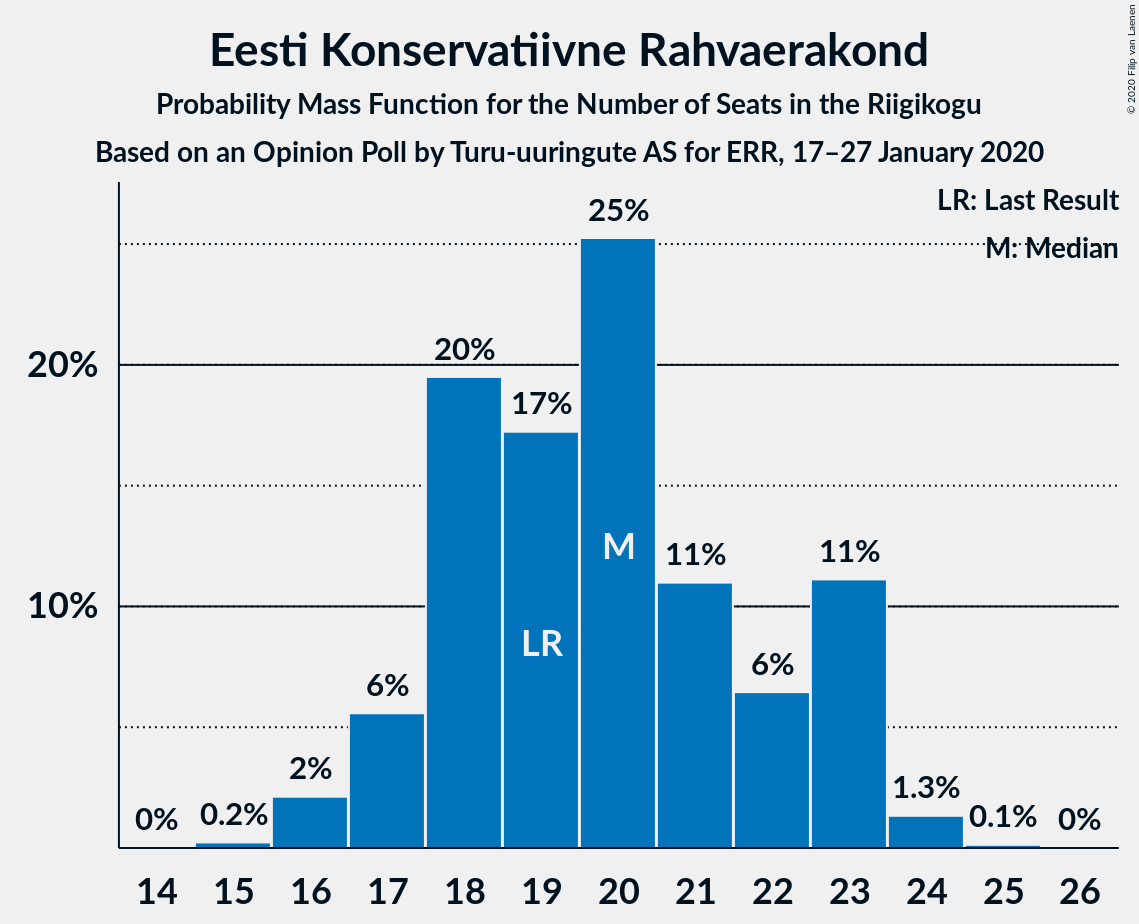 Eesti Konservatiivne Rahvaerakond
Probability Mass Function for the Number of Seats in the Riigikogu
Based on an Opinion Poll by Turu-uuringute AS for ERR, 17–27 January 2020
© 2020 Filip van Laenen
LR: Last Result
M: Median
20%
10%
0%
0.2%
2%
6%
20%
17%
25%
11%
6%
11%
1.3%
0.1%
0%
LR
M
14 15 16 17 18 19 20 21 22 23 24 25 26